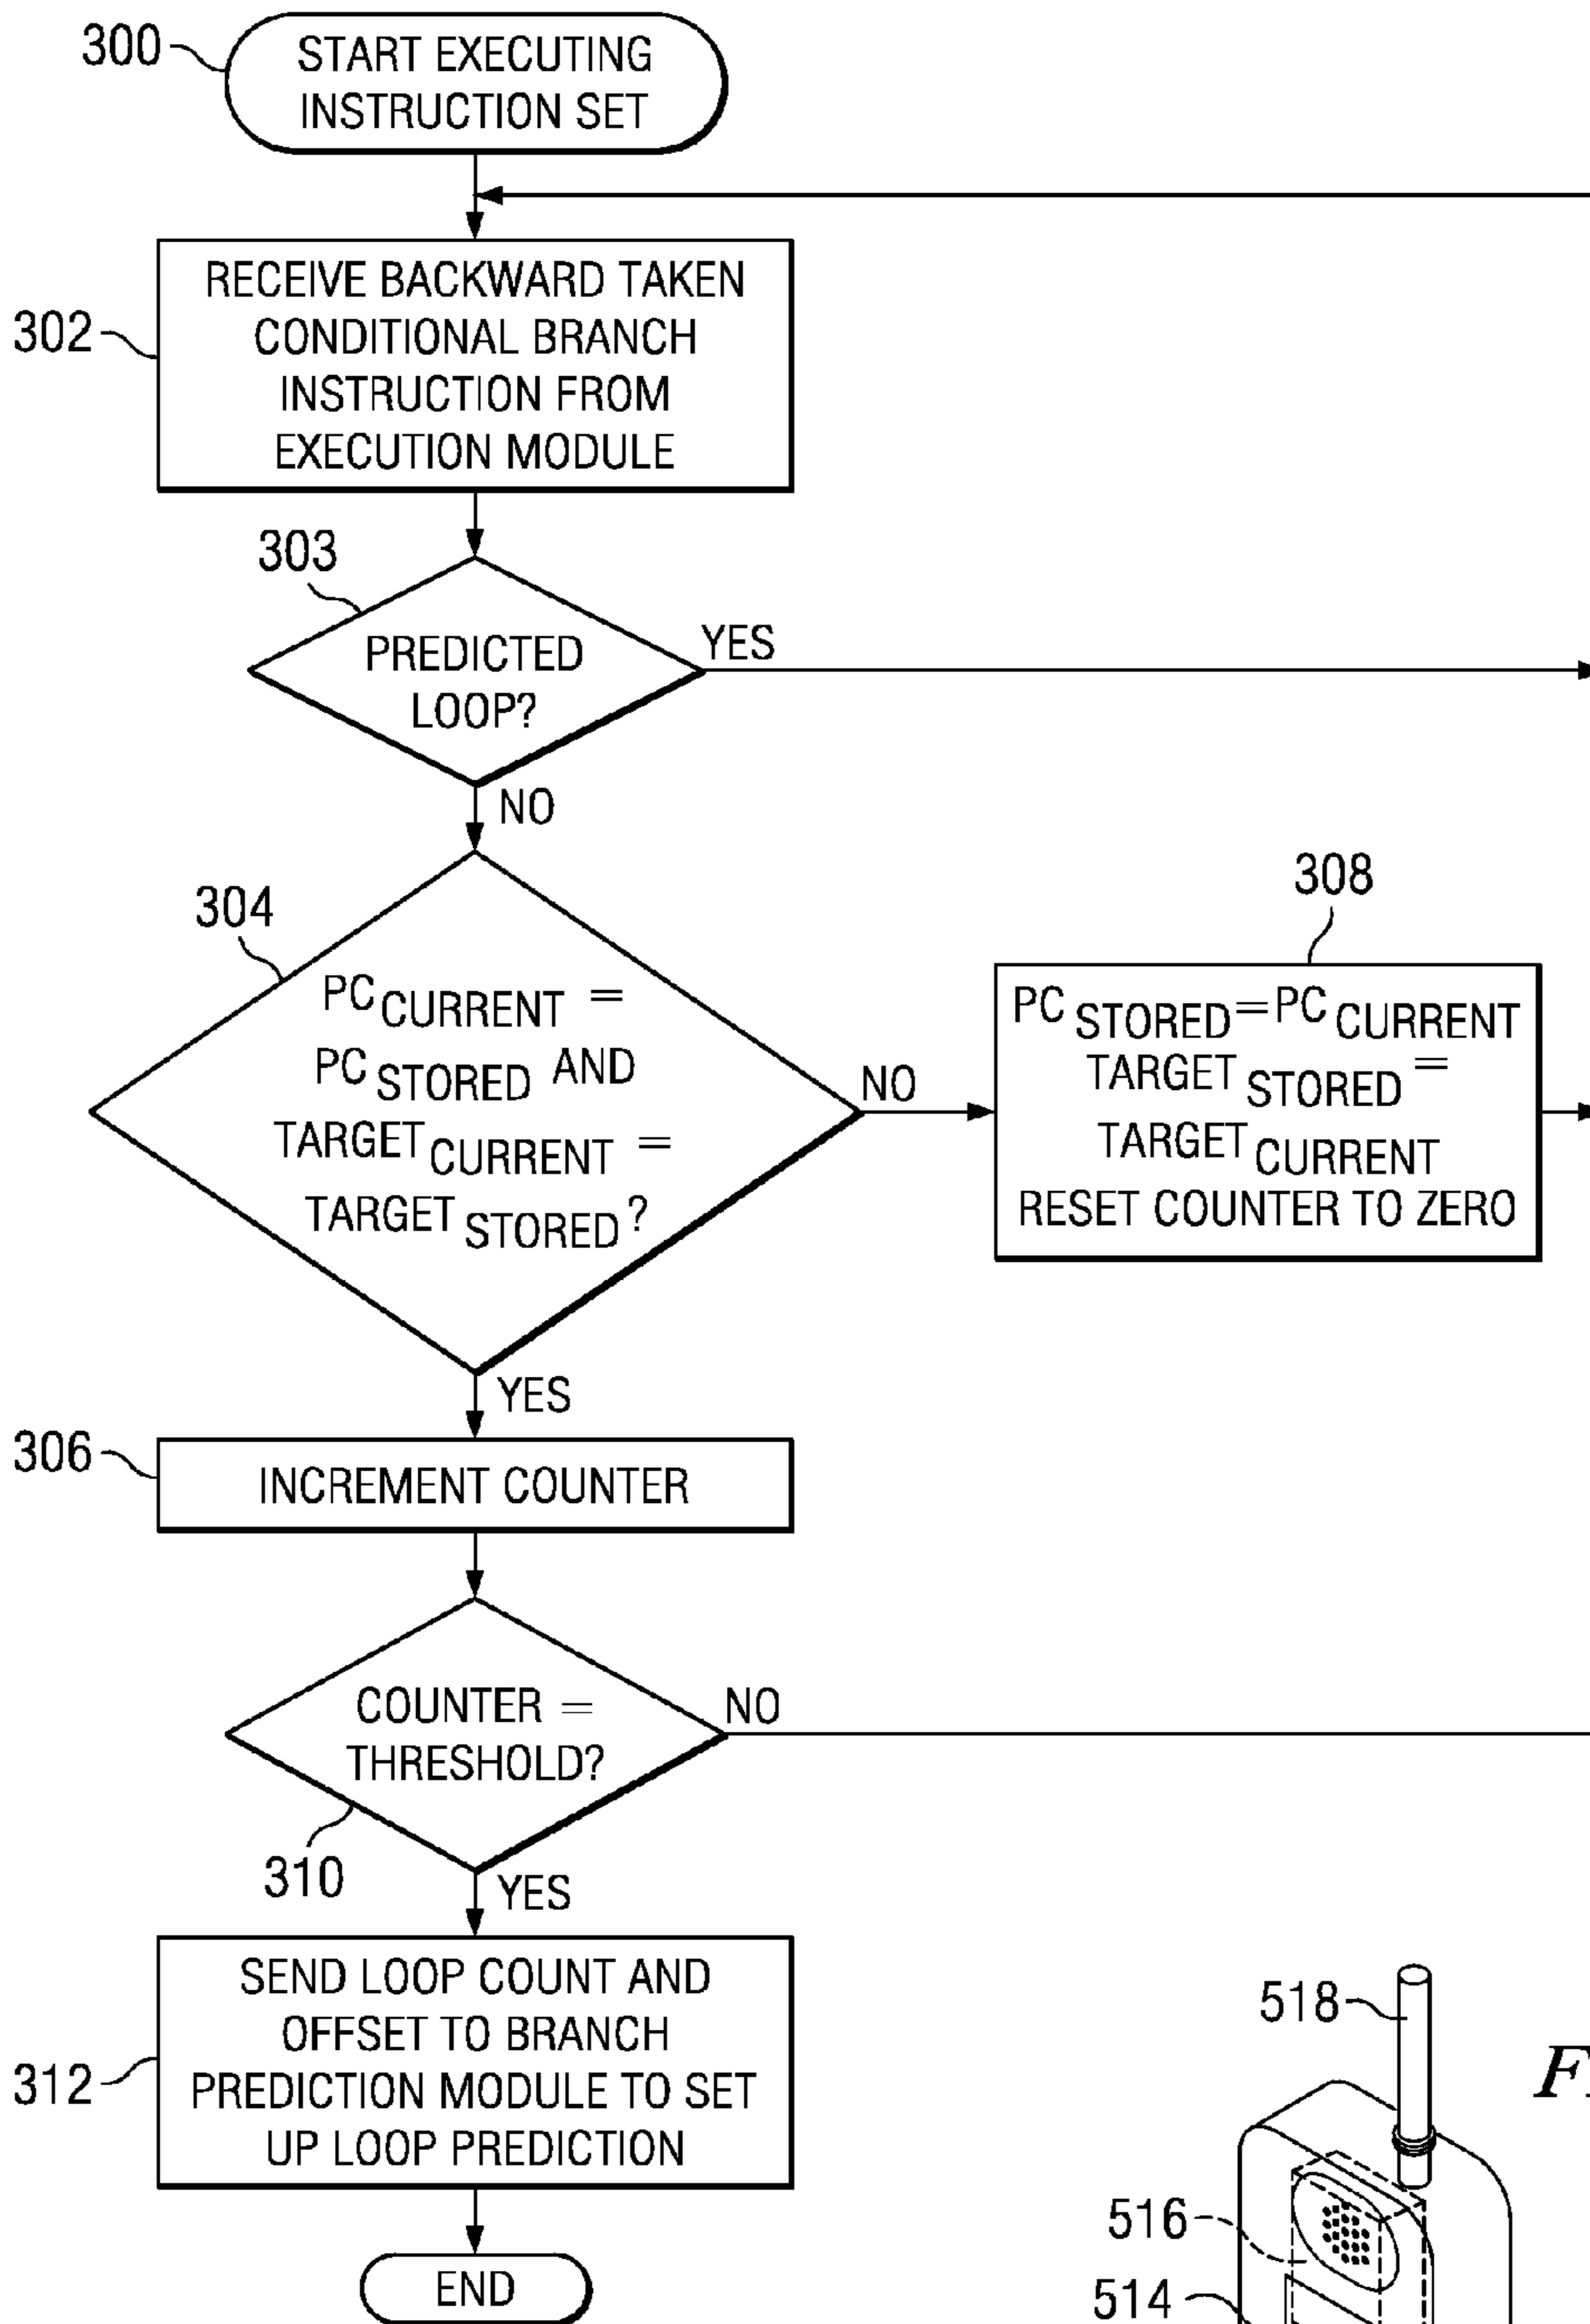 300
START EXECUTING
INSTRUCTION SET
302
RECEIVE BACKWARD TAKEN
CONDITIONAL BRANCH
INSTRUCTION FROM
EXECUTION MODULE
303
PREDICTED
LOOP?
YES
NO
304
PC CURRENT =
PC STORED AND
TARGET CURRENT =
TARGET STORED?
NO
308
PC STORED = PC CURRENT
TARGET STORED =
TARGET CURRENT
RESET COUNTER TO ZERO
YES
306
INCREMENT COUNTER
COUNTER =
THRESHOLD?
NO
310
YES
312
SEND LOOP COUNT AND
OFFSET TO BRANCH
PREDICTION MODULE TO SET
UP LOOP PREDICTION
END
518
516
514